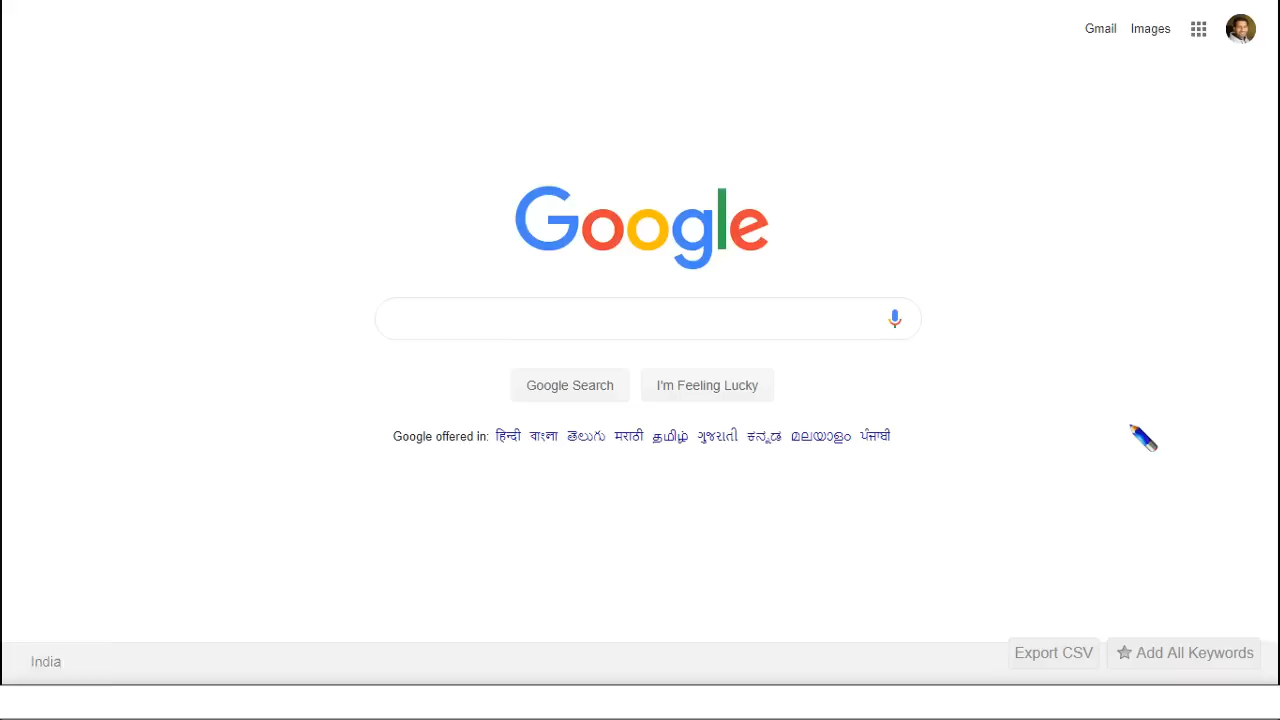 Gmail Images
Google
Google Search I'm Feeling Lucky
Google offered in: हिन्दी বাংলা తెలుగు मराठी தமிழ் ગુજરાતી ಕನ್ನಡ മലയാളം ਪੰਜਾਬੀ
Export CSV Add All Keywords
India